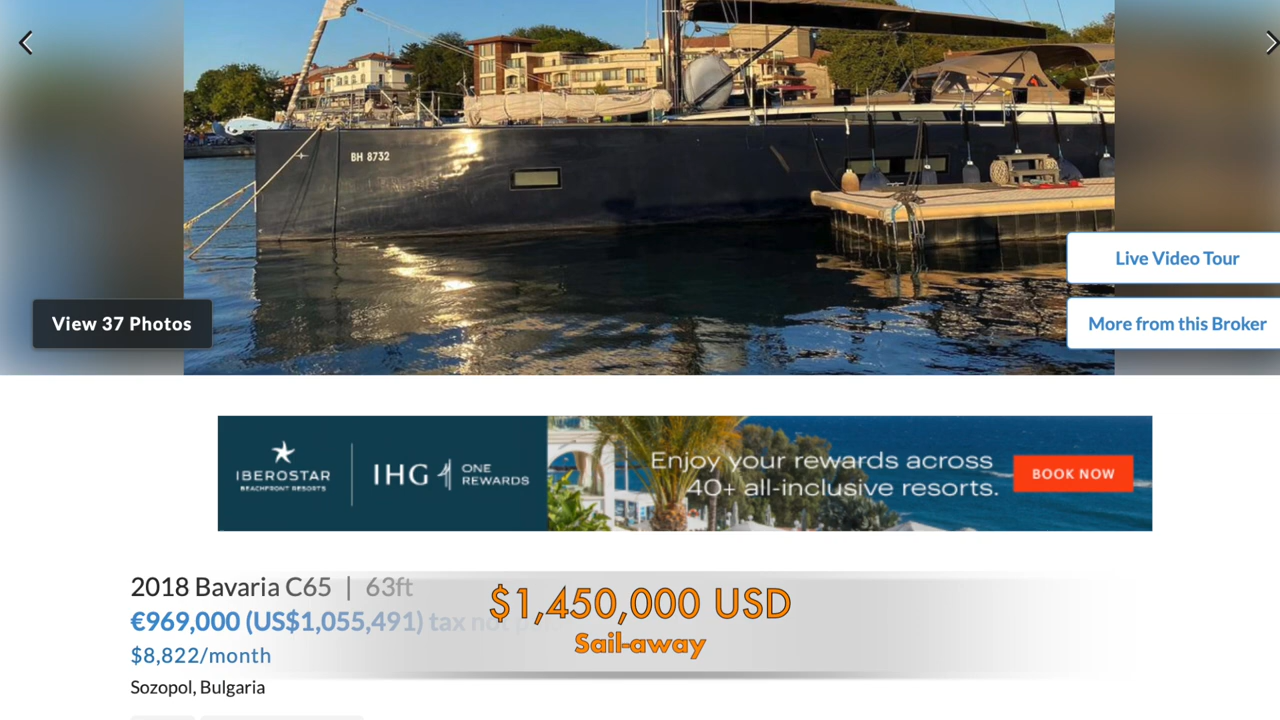 BH 8732
Live Video Tour
View 37 Photos
More from this Broker
IBEROSTAR
BEACHFRONT RESORTS
IHG
ONE
REWARDS
Enjoy your rewards across
40+ all-inclusive resorts.
BOOK NOW
2018 Bavaria C65 | 63ft
$1,450,000 USD
€969,000 (US$1,055,491) tax not
Sail-away
$8,822/month
Sozopol, Bulgaria